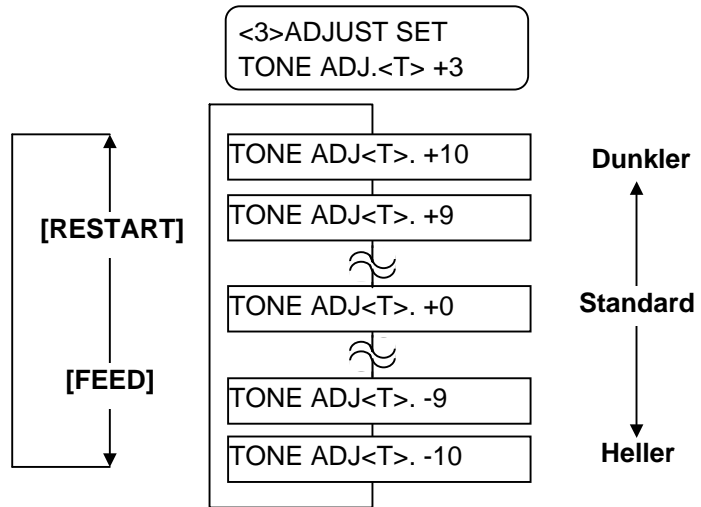 <3>ADJUST SET
TONE ADJ.<T> +3
TONE ADJ<T>. +10
Dunkler
TONE ADJ<T>. +9
[RESTART]
TONE ADJ<T>. +0
Standard
[FEED]
TONE ADJ<T>. -9
TONE ADJ<T>. -10
Heller